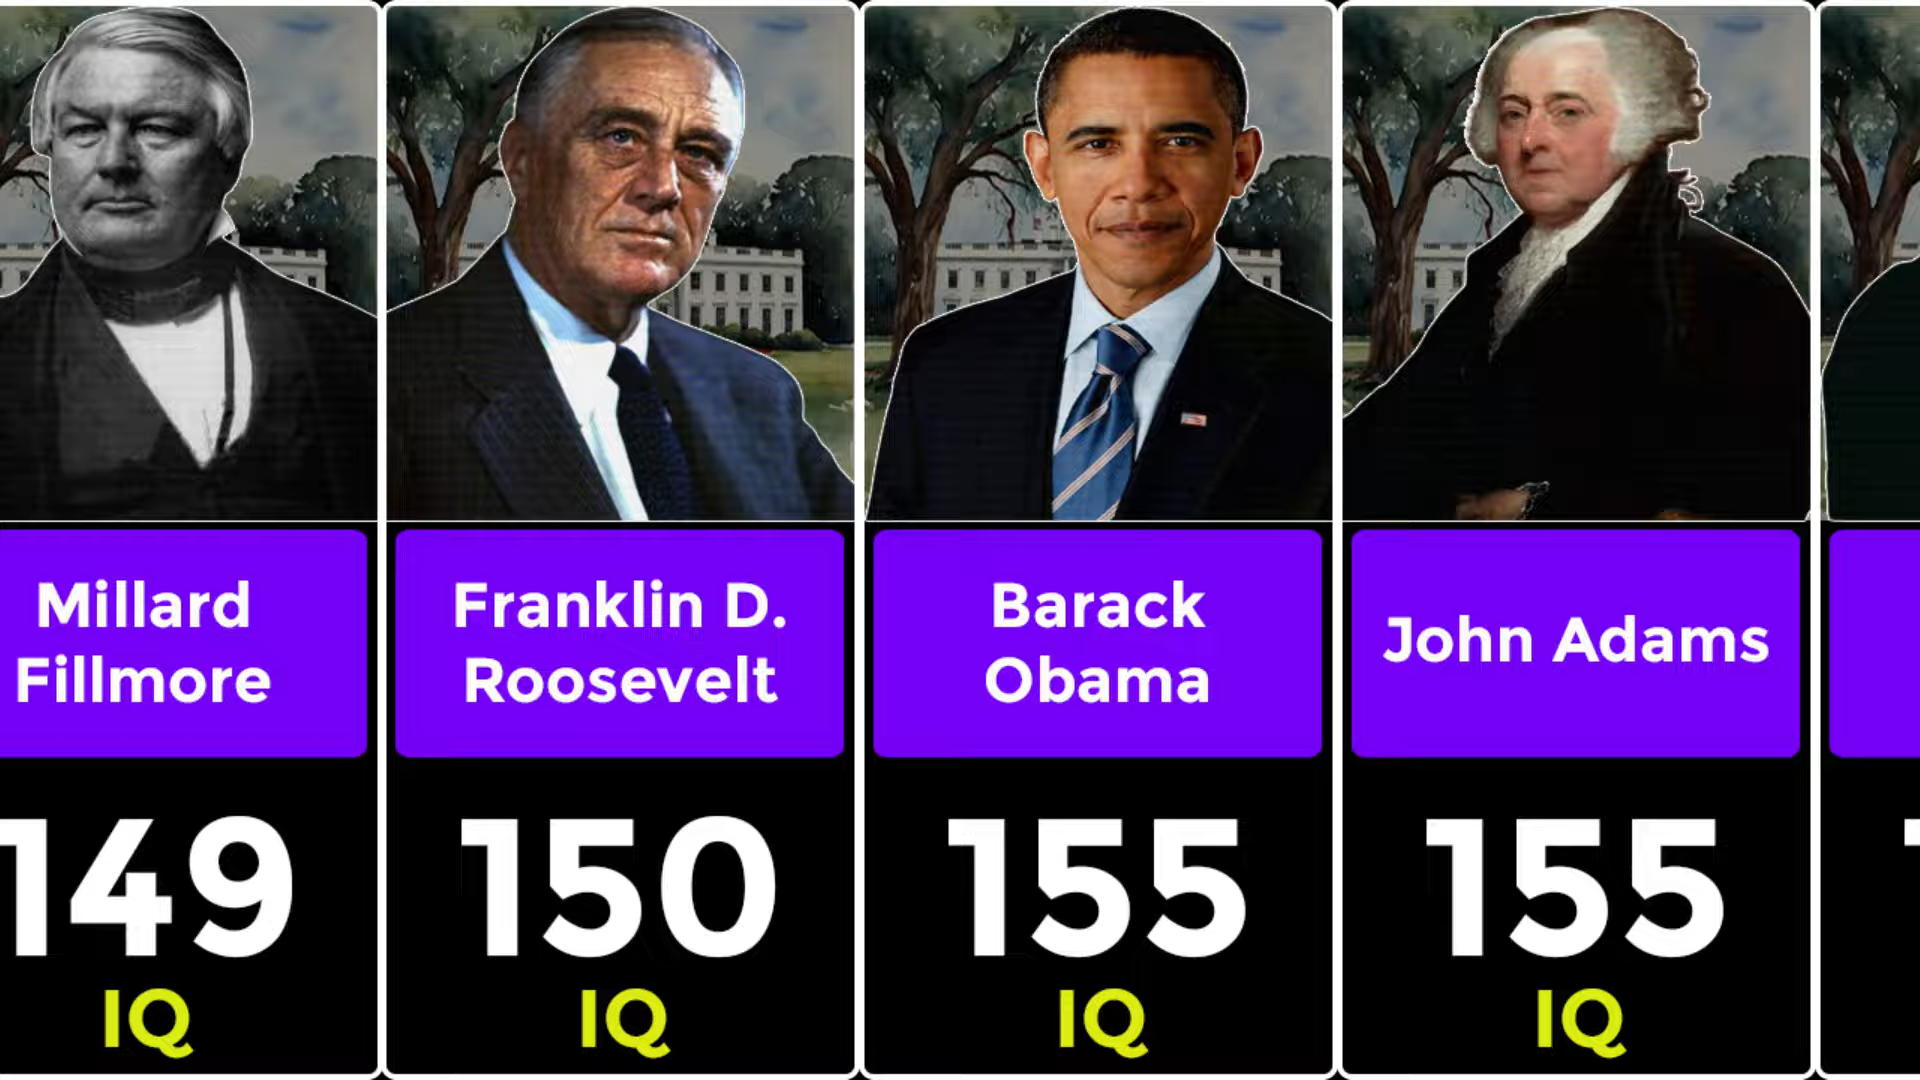 Millard
Fillmore
149
IQ
Franklin D.
Roosevelt
150
IQ
Barack
Obama
155
IQ
John Adams
155
IQ